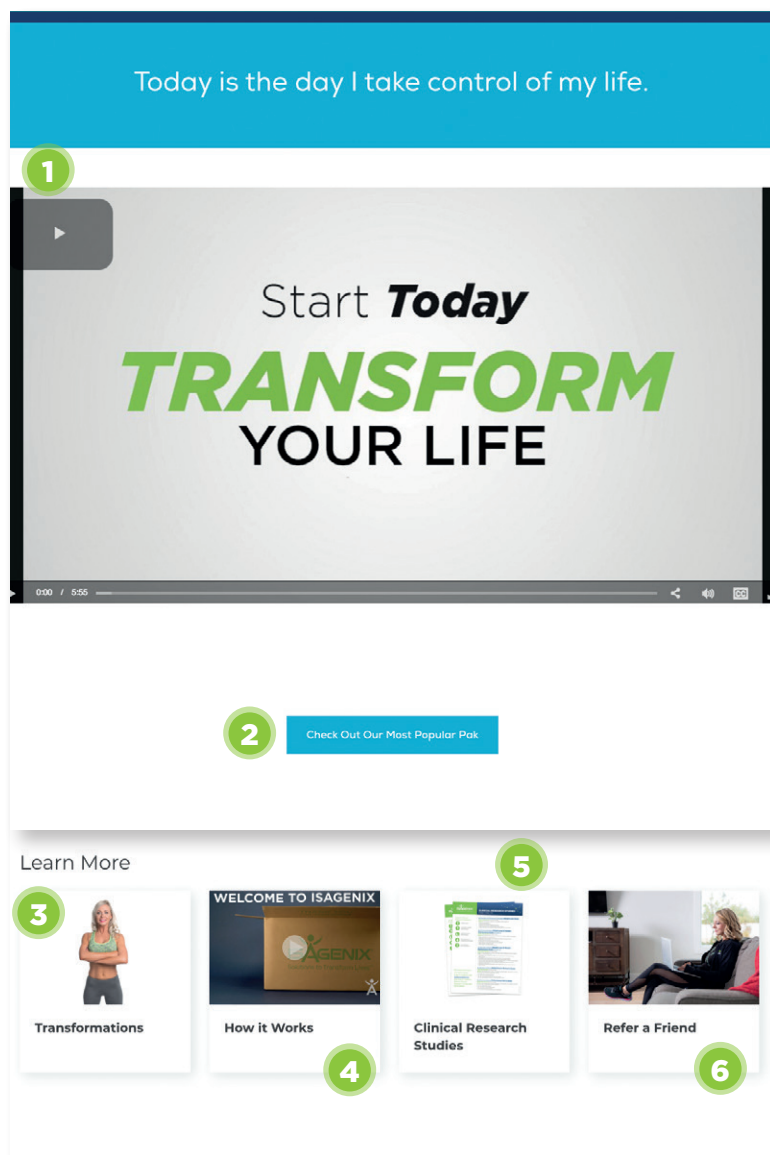 Today is the day I take control of my life.
1
Start Today
TRANSFORM
YOUR LIFE
0:00 / 5:55
CC
2
Check Out Our Most Popular Pak
Learn More
5
3
WELCOME TO ISAGENIX
ISAGENIX
Transformations
How it Works
Clinical Research
Studies
Refer a Friend
4
6